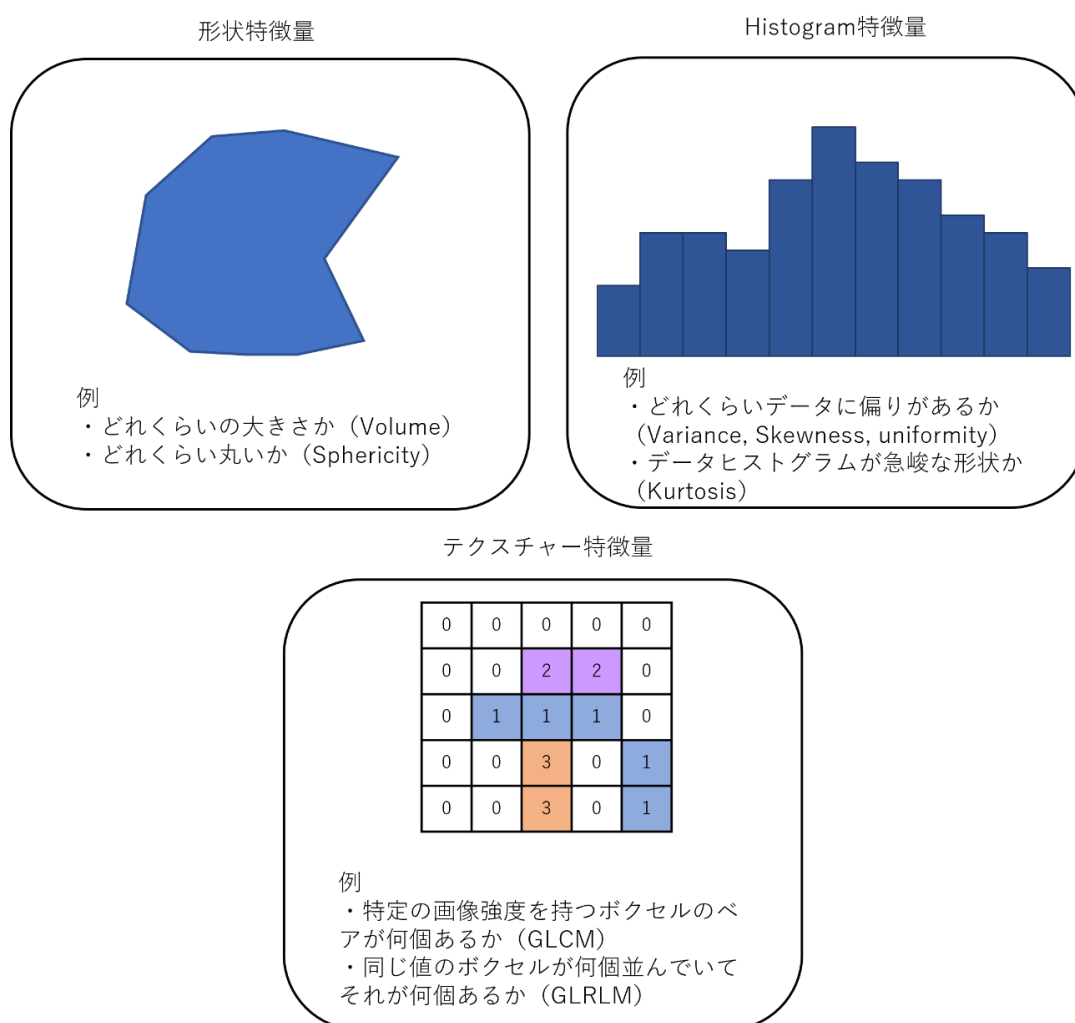 形状特徴量
例
・どれくらいの大きさか（Volume）
・どれくらい丸いか（Sphericity）
Histogram特徴量
例
・どれくらいデータに偏りがあるか
（Variance, Skewness, uniformity)
・データヒストグラムが急峻な形状か
（Kurtosis）
テクスチャー特徴量
0 0 0 0 0
0 0 2 2 0
0 1 1 1 0
0 0 3 0 1
0 0 3 0 1
例
・特定の画像強度を持つボクセルのペ
アが何個あるか（GLCM）
・同じ値のボクセルが何個並んでいて
それが何個あるか（GLRLM）